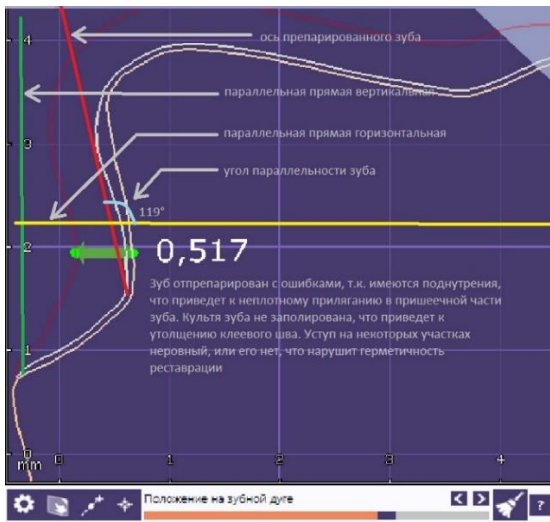 4
ось препарированного зуба
параллельная прямая вертикальная
3
параллельная прямая горизонтальная
угол параллельности зуба
119°
2
0,517
Зуб отпрепарирован с ошибками, т.к. имеются поднутрения,
что приведет к неплотному приляганию в пришеечной части
зуба. Культя зуба не заполирована, что приведет к
утолщению клеевого шва. Уступ на некоторых участках
неровный, или его нет, что нарушит герметичность
реставрации
1
0
mm 0 1 2 3 4
Положение на зубной дуге
?